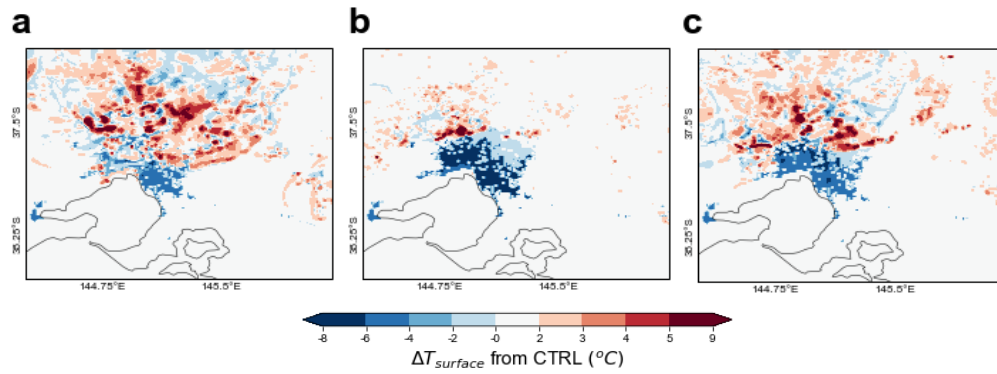 a b c
37.5°S 37.5°S 37.5°S
38.25°S 38.25°S 38.25°S
144.75°E 145.5°E 144.75°E 145.5°E 144.75°E 145.5°E
-8 -6 -4 -2 -0 2 3 4 5 9
ΔT_surface from CTRL (°C)